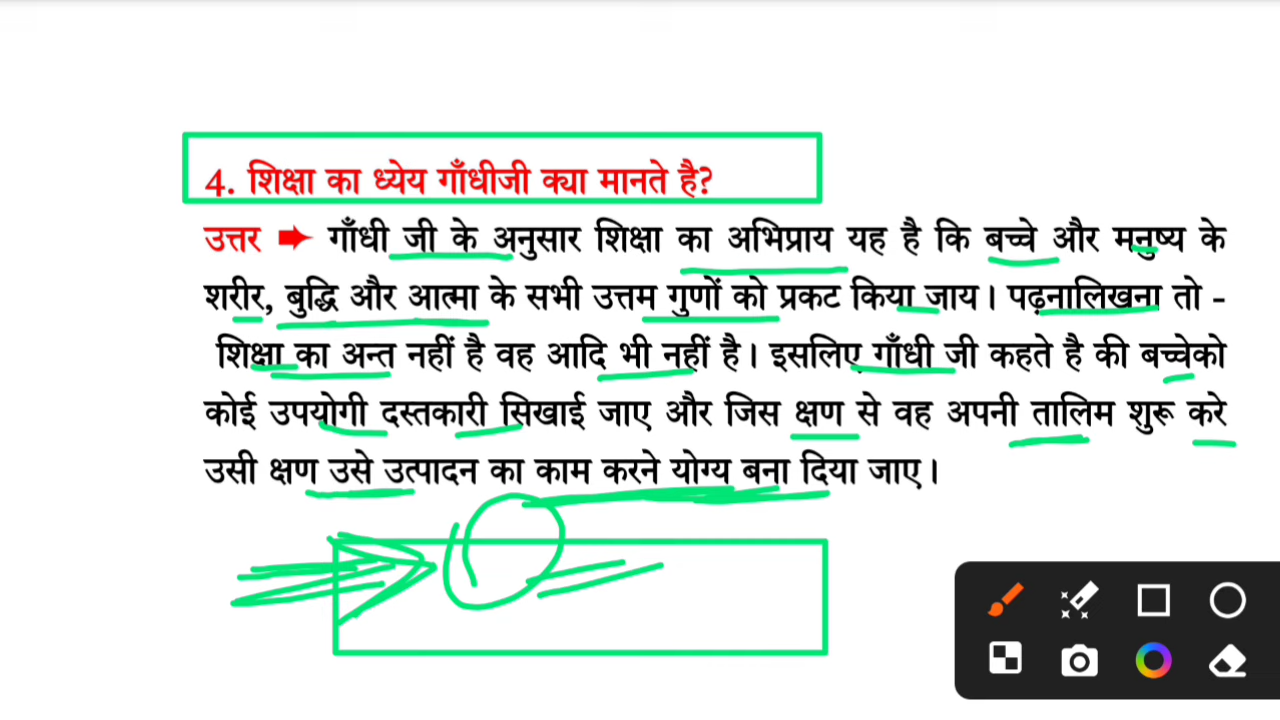 4. शिक्षा का ध्येय गाँधीजी क्या मानते है?
उत्तर ➨ गाँधी जी के अनुसार शिक्षा का अभिप्राय यह है कि बच्चे और मनुष्य के
शरीर, बुद्धि और आत्मा के सभी उत्तम गुणों को प्रकट किया जाय। पढ़नालिखना तो -
शिक्षा का अन्त नहीं है वह आदि भी नहीं है। इसलिए गाँधी जी कहते है की बच्चेको
कोई उपयोगी दस्तकारी सिखाई जाए और जिस क्षण से वह अपनी तालिम शुरू करे
उसी क्षण उसे उत्पादन का काम करने योग्य बना दिया जाए।